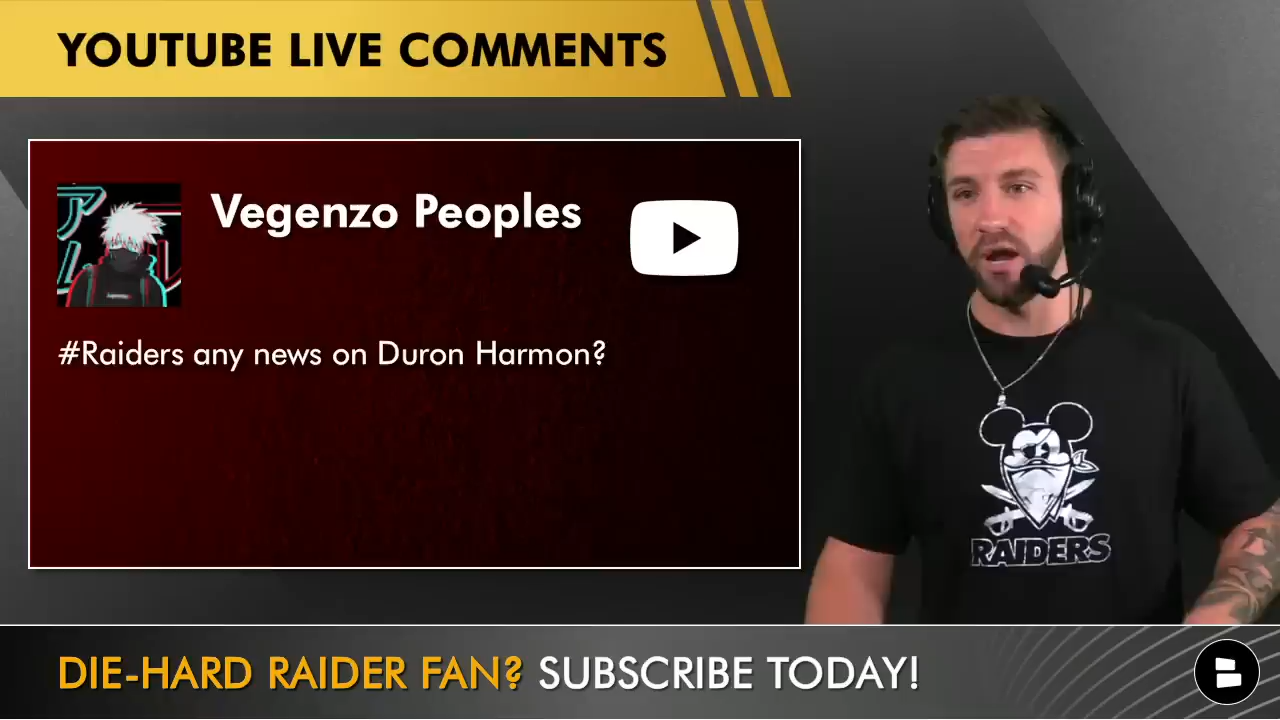 YOUTUBE LIVE COMMENTS
Vegenzo Peoples
#Raiders any news on Duron Harmon?
RAIDERS
DIE-HARD RAIDER FAN? SUBSCRIBE TODAY!